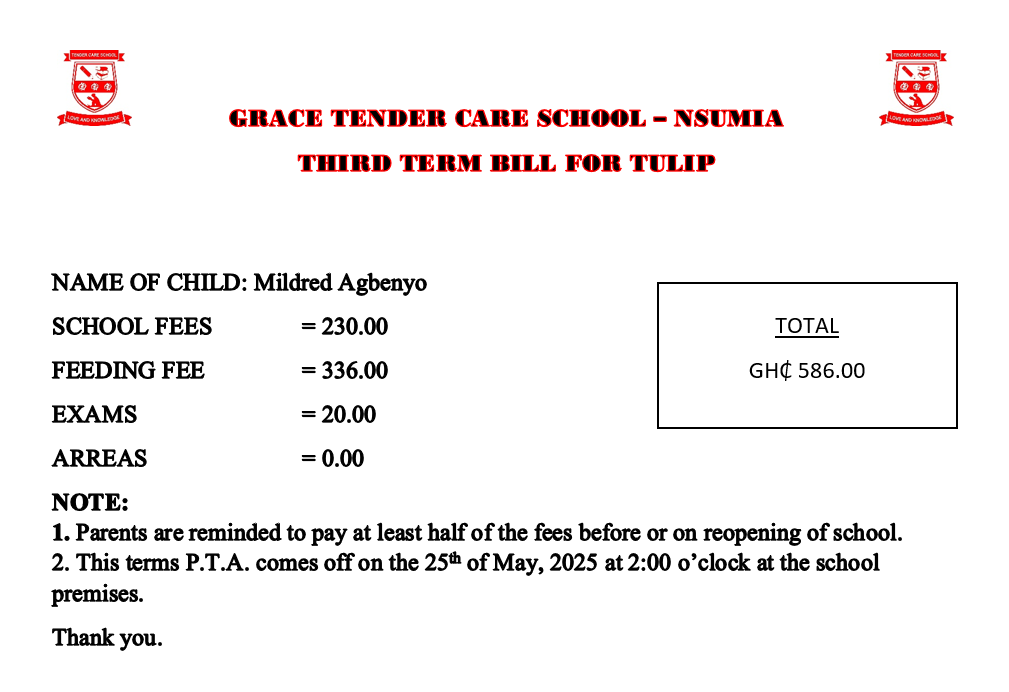 TENDER CARE SCHOOL
LOVE AND KNOWLEDGE
TENDER CARE SCHOOL
LOVE AND KNOWLEDGE
GRACE TENDER CARE SCHOOL – NSUMIA
THIRD TERM BILL FOR TULIP
NAME OF CHILD: Mildred Agbenyo
SCHOOL FEES = 230.00
FEEDING FEE = 336.00
EXAMS = 20.00
ARREAS = 0.00
TOTAL
GH₵ 586.00
NOTE:
1. Parents are reminded to pay at least half of the fees before or on reopening of school.
2. This terms P.T.A. comes off on the 25th of May, 2025 at 2:00 o’clock at the school
premises.
Thank you.